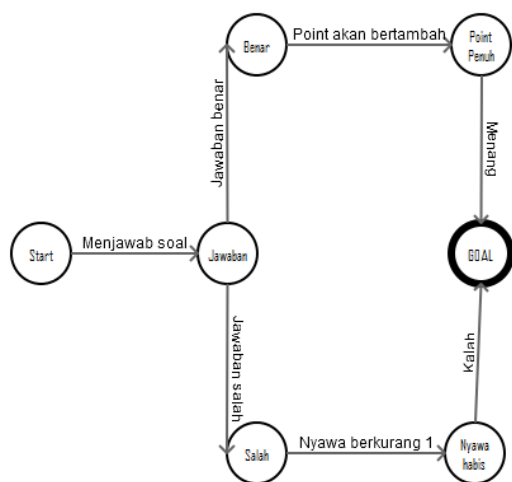 Benar
Point akan bertambah
Point
Penuh
Jawaban benar
Menang
Start
Menjawab soal
Jawaban
GOAL
Jawaban salah
Kalah
Salah
Nyawa berkurang 1
Nyawa
habis